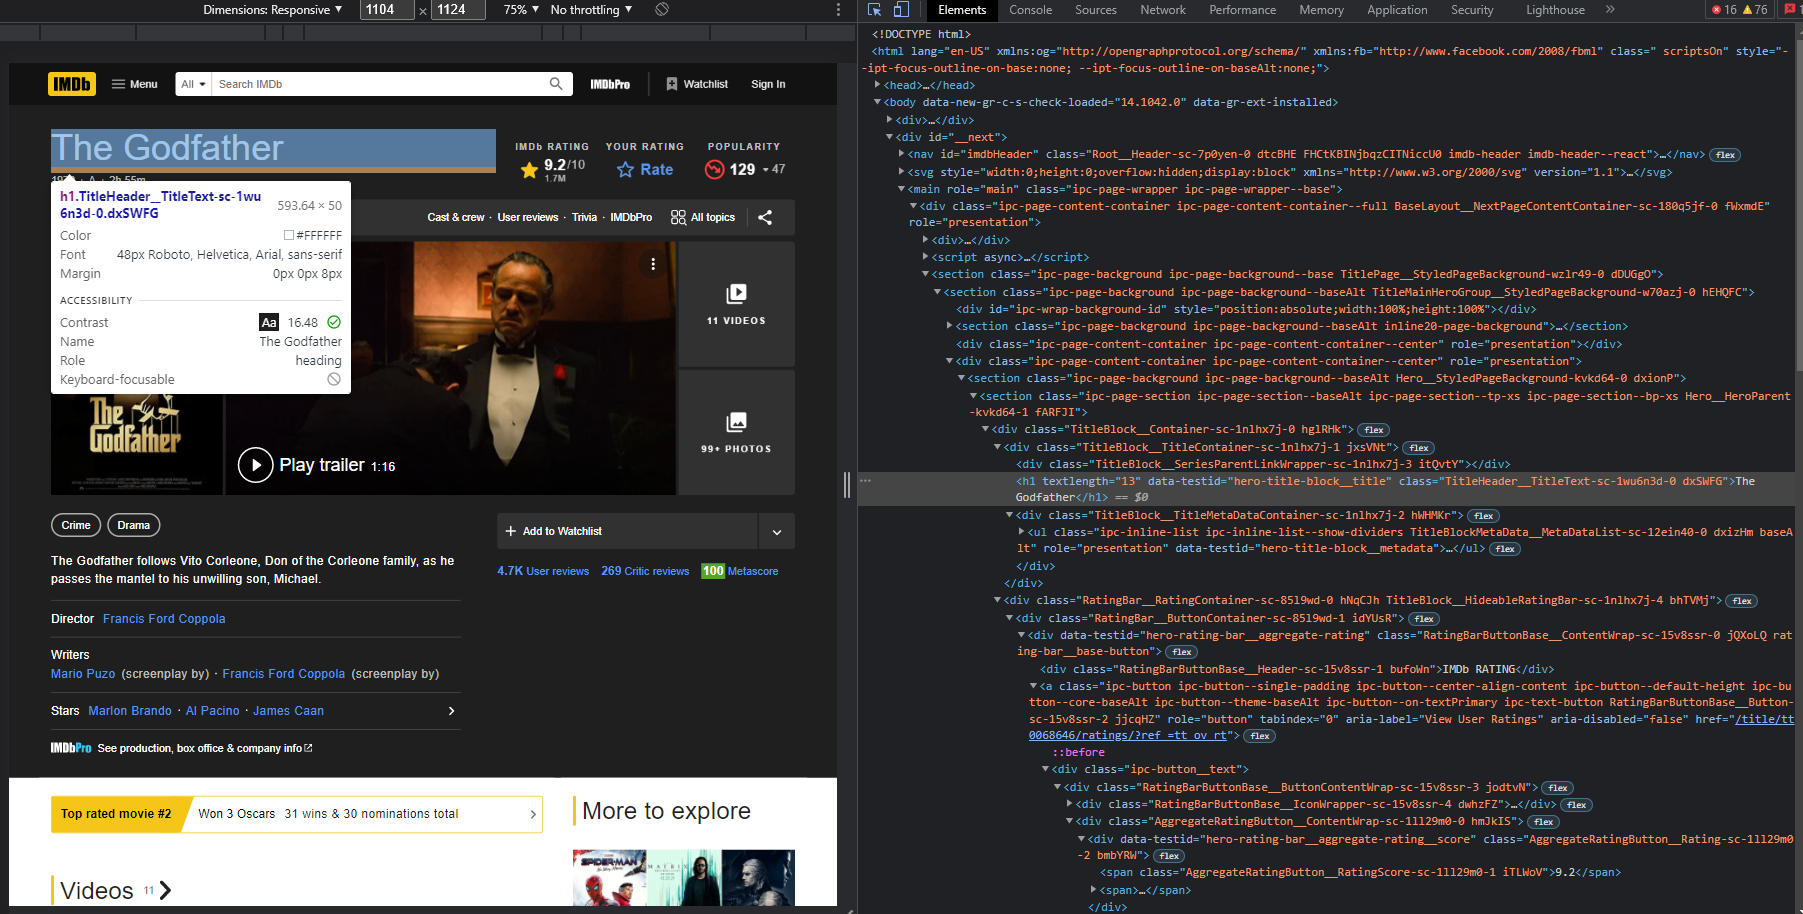 Dimensions: Responsive ▼ 1104 × 1124 75% ▼ No throttling ▼
IMDb Menu All Search IMDb IMDbPro Watchlist Sign In
The Godfather
IMDb RATING YOUR RATING POPULARITY
9.2/10 Rate 129 47
1.7M
h1.TitleHeader__TitleText-sc-1wu
6n3d-0.dxSWFG 593.64 × 50
Color #FFFFFF
Font 48px Roboto, Helvetica, Arial, sans-serif
Margin 0px 0px 8px
ACCESSIBILITY
Contrast Aa 16.48
Name The Godfather
Role heading
Keyboard-focusable
Cast & crew · User reviews · Trivia · IMDbPro All topics
11 VIDEOS
99+ PHOTOS
The
Godfather
Play trailer 1:16
Crime Drama
+ Add to Watchlist
The Godfather follows Vito Corleone, Don of the Corleone family, as he
passes the mantel to his unwilling son, Michael.
4.7K User reviews 269 Critic reviews 100 Metascore
Director Francis Ford Coppola
Writers
Mario Puzo (screenplay by) · Francis Ford Coppola (screenplay by)
Stars Marlon Brando · Al Pacino · James Caan
IMDbPro See production, box office & company info
Top rated movie #2 Won 3 Oscars 31 wins & 30 nominations total
More to explore
SPIDER-MAN
MATRIX
Videos 11
Elements Console Sources Network Performance Memory Application Security Lighthouse » 16 76 1
<!DOCTYPE html>
<html lang="en-US" xmlns:og="http://opengraphprotocol.org/schema/" xmlns:fb="http://www.facebook.com/2008/fbml" class=" scriptsOn" style="-
-ipt-focus-outline-on-base:none; --ipt-focus-outline-on-baseAlt:none;">
<head>…</head>
<body data-new-gr-c-s-check-loaded="14.1042.0" data-gr-ext-installed>
<div>…</div>
<div id="__next">
<nav id="imdbHeader" class="Root__Header-sc-7p0yen-0 dtcBHE FHCtKBINjbqzCITNiccU0 imdb-header imdb-header--react">…</nav> flex
<svg style="width:0;height:0;overflow:hidden;display:block" xmlns="http://www.w3.org/2000/svg" version="1.1">…</svg>
<main role="main" class="ipc-page-wrapper ipc-page-wrapper--base">
<div class="ipc-page-content-container ipc-page-content-container--full BaseLayout__NextPageContentContainer-sc-180q5jf-0 fWxmdE"
role="presentation">
<div>…</div>
<script async>…</script>
<section class="ipc-page-background ipc-page-background--base TitlePage__StyledPageBackground-wzlr49-0 dDUGgO">
<section class="ipc-page-background ipc-page-background--baseAlt TitleMainHeroGroup__StyledPageBackground-w70azj-0 hEHQFC">
<div id="ipc-wrap-background-id" style="position:absolute;width:100%;height:100%"></div>
<section class="ipc-page-background ipc-page-background--baseAlt inline20-page-background">…</section>
<div class="ipc-page-content-container ipc-page-content-container--center" role="presentation"></div>
<div class="ipc-page-content-container ipc-page-content-container--center" role="presentation">
<section class="ipc-page-background ipc-page-background--baseAlt Hero__StyledPageBackground-kvkd64-0 dxionP">
<section class="ipc-page-section ipc-page-section--baseAlt ipc-page-section--tp-xs ipc-page-section--bp-xs Hero__HeroParent
-kvkd64-1 fARFJI">
<div class="TitleBlock__Container-sc-1nlhx7j-0 hglRHk"> flex
<div class="TitleBlock__TitleContainer-sc-1nlhx7j-1 jxsVNt"> flex
<div class="TitleBlock__SeriesParentLinkWrapper-sc-1nlhx7j-3 itQvtY"></div>
<h1 textlength="13" data-testid="hero-title-block__title" class="TitleHeader__TitleText-sc-1wu6n3d-0 dxSWFG">The
Godfather</h1> == $0
<div class="TitleBlock__TitleMetaDataContainer-sc-1nlhx7j-2 hWHMKr"> flex
<ul class="ipc-inline-list ipc-inline-list--show-dividers TitleBlockMetaData__MetaDataList-sc-12ein40-0 dxizHm baseA
lt" role="presentation" data-testid="hero-title-block__metadata">…</ul> flex
</div>
</div>
<div class="RatingBar__RatingContainer-sc-85l9wd-0 hNqCJh TitleBlock__HideableRatingBar-sc-1nlhx7j-4 bhTVMj"> flex
<div class="RatingBar__ButtonContainer-sc-85l9wd-1 idYUsR"> flex
<div data-testid="hero-rating-bar__aggregate-rating" class="RatingBarButtonBase__ContentWrap-sc-15v8ssr-0 jQXoLQ rat
ing-bar__base-button"> flex
<div class="RatingBarButtonBase__Header-sc-15v8ssr-1 bufoWn">IMDb RATING</div>
<a class="ipc-button ipc-button--single-padding ipc-button--center-align-content ipc-button--default-height ipc-bu
tton--core-baseAlt ipc-button--theme-baseAlt ipc-button--on-textPrimary ipc-text-button RatingBarButtonBase__Button-
sc-15v8ssr-2 jjcqHZ" role="button" tabindex="0" aria-label="View User Ratings" aria-disabled="false" href="/title/tt
0068646/ratings/?ref_=tt_ov_rt"> flex
::before
<div class="ipc-button__text">
<div class="RatingBarButtonBase__ButtonContentWrap-sc-15v8ssr-3 jodtvN"> flex
<div class="RatingBarButtonBase__IconWrapper-sc-15v8ssr-4 dwhzFZ">…</div> flex
<div class="AggregateRatingButton__ContentWrap-sc-1ll29m0-0 hmJkIS"> flex
<div data-testid="hero-rating-bar__aggregate-rating__score" class="AggregateRatingButton__Rating-sc-1ll29m0
-2 bmbYRW"> flex
<span class="AggregateRatingButton__RatingScore-sc-1ll29m0-1 iTLWoV">9.2</span>
<span>…</span>
</div>